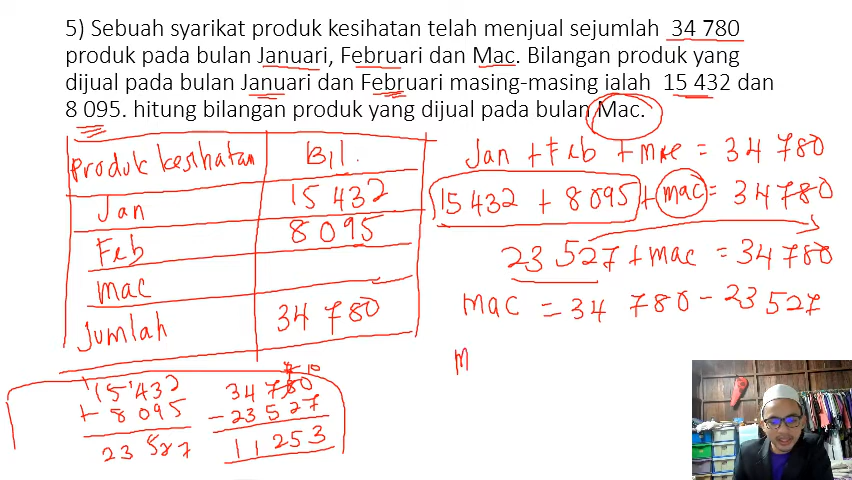 5) Sebuah syarikat produk kesihatan telah menjual sejumlah 34 780
produk pada bulan Januari, Februari dan Mac. Bilangan produk yang
dijual pada bulan Januari dan Februari masing-masing ialah 15 432 dan
8 095. hitung bilangan produk yang dijual pada bulan Mac.
produk kesihatan Bil.
Jan 15 432
Feb 8 095
mac
Jumlah 34 780
Jan + Feb + mac = 34 780
15 432 + 8 095 + mac = 34 780
23 527 + mac = 34 780
mac = 34 780 - 23 527
m
15 432
+ 8 095
23 527
10
34 780
- 23 527
11 253